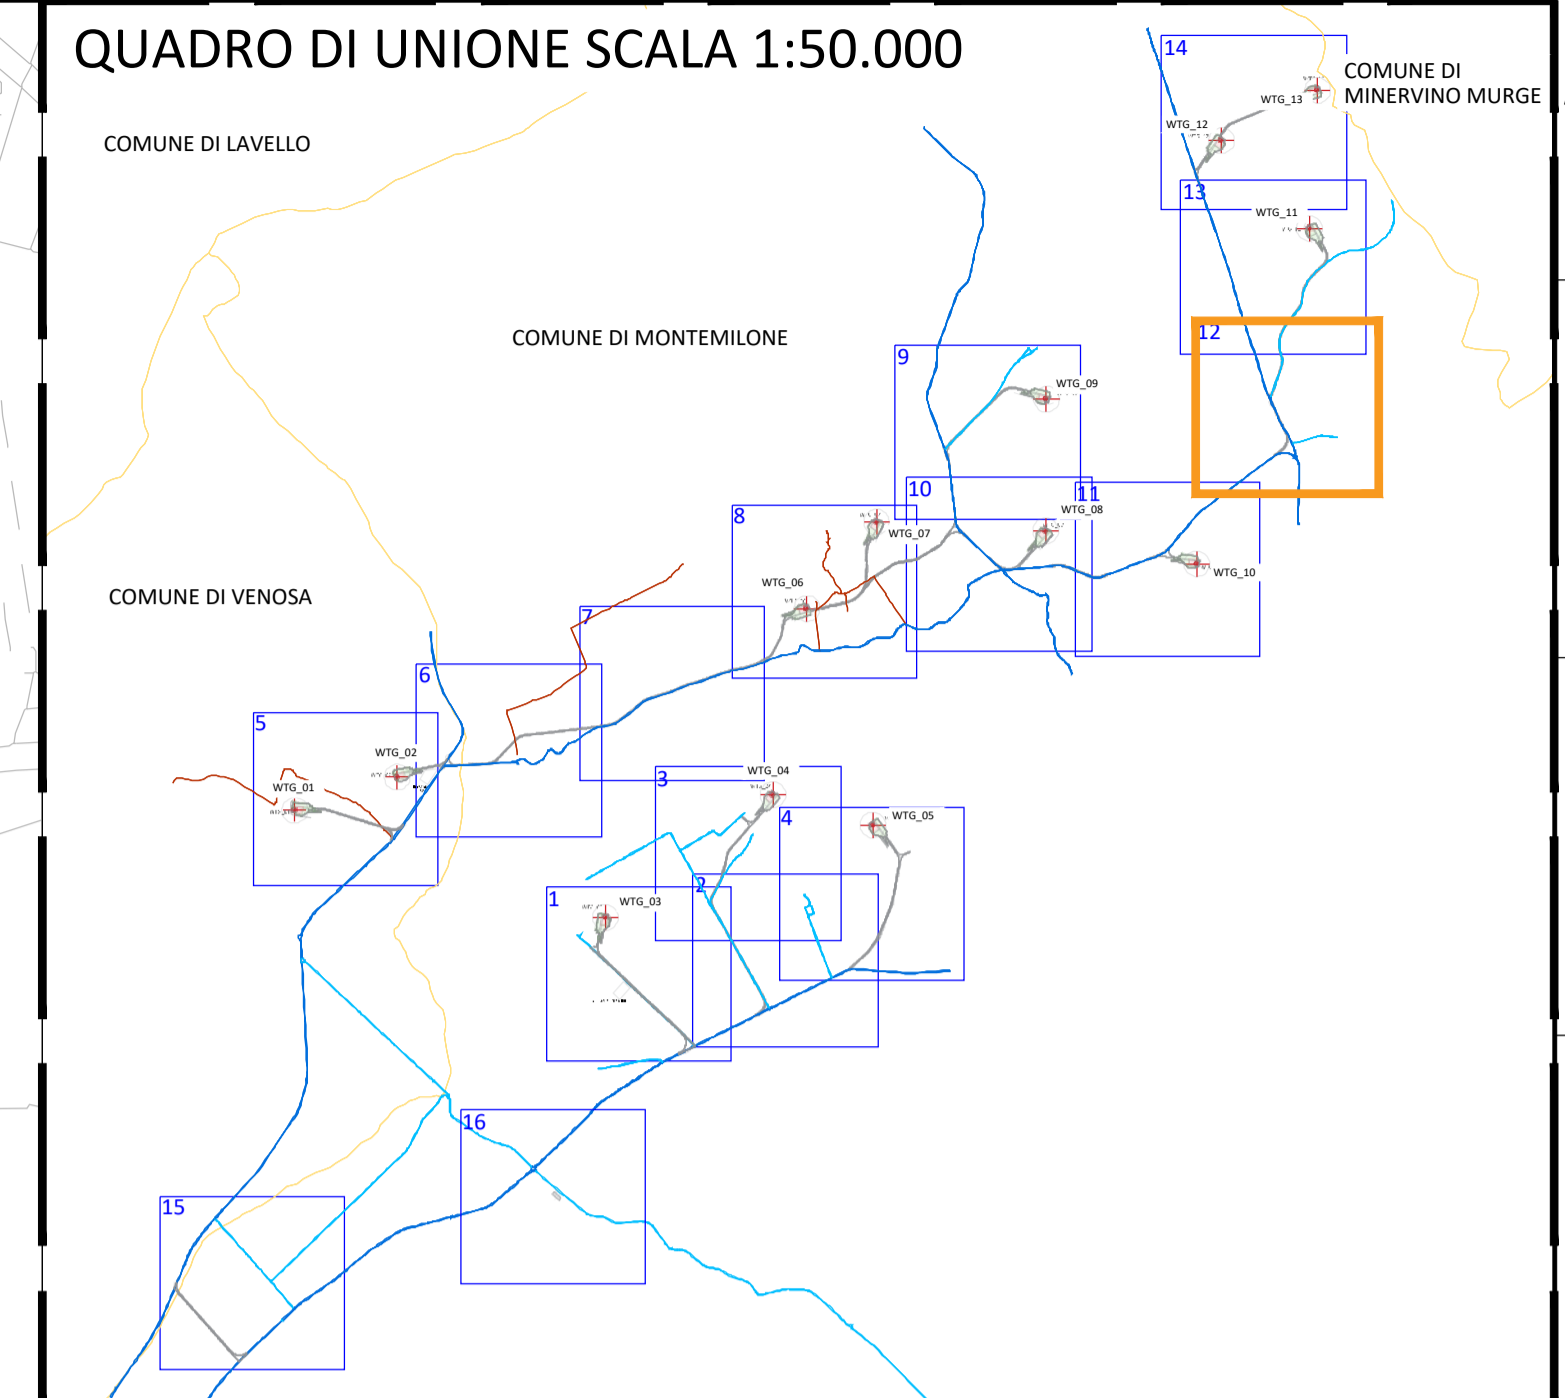 QUADRO DI UNIONE SCALA 1:50.000
14
COMUNE DI
MINERVINO MURGE
WTG_13
WTG_12
COMUNE DI LAVELLO
13
WTG_11
12
COMUNE DI MONTEMILONE
9
WTG_09
10
11
WTG_08
8
WTG_07
WTG_06
WTG_10
COMUNE DI VENOSA
7
6
5
WTG_02
WTG_01
3
WTG_04
4
WTG_05
2
1
WTG_03
16
15